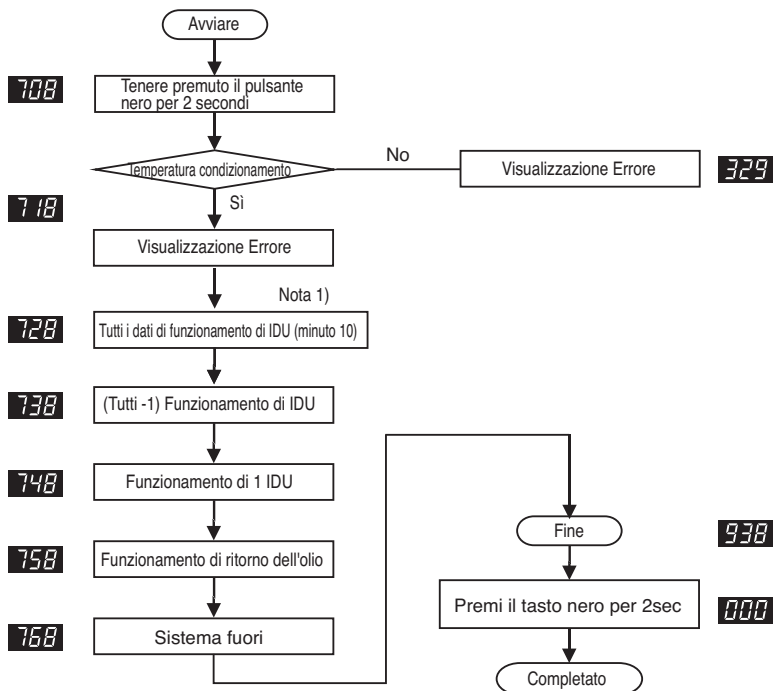 Avviare
708
Tenere premuto il pulsante
nero per 2 secondi
Temperatura condizionamento
No
Visualizzazione Errore
329
718
Sì
Visualizzazione Errore
Nota 1)
728
Tutti i dati di funzionamento di IDU (minuto 10)
738
(Tutti -1) Funzionamento di IDU
748
Funzionamento di 1 IDU
758
Funzionamento di ritorno dell'olio
768
Sistema fuori
Fine
938
Premi il tasto nero per 2sec
000
Completato